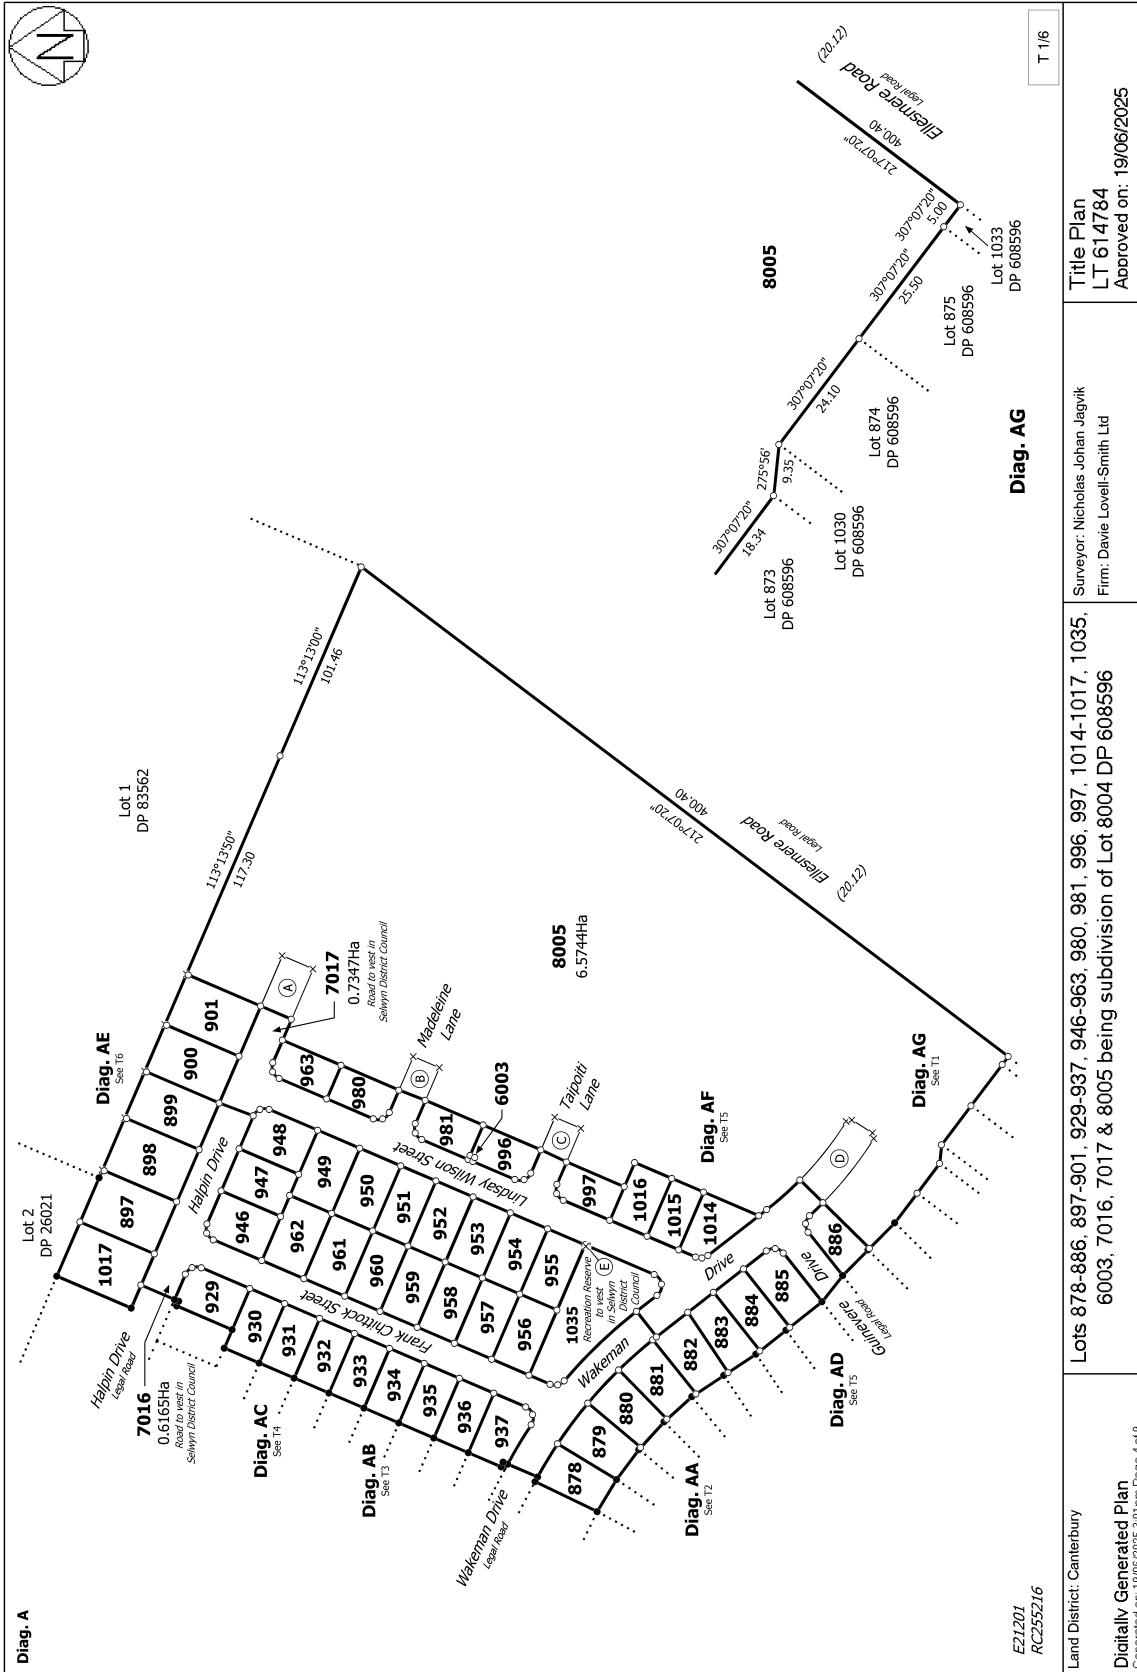 Diag. A
N
T 1/6
Lot 2
DP 26021
Lot 1
DP 83562
Diag. AE
See T6
113°13'50"
117.30
113°13'00"
101.46
1017
897
898
899
900
901
Halpin Drive
Legal Road
Halpin Drive
7016
0.6165Ha
Road to vest in
Selwyn District Council
7017
0.7347Ha
Road to vest in
Selwyn District Council
A
B
C
D
E
929
930
931
932
933
934
935
936
937
Diag. AC
See T4
Diag. AB
See T3
Frank Chittock Street
946
947
948
949
950
951
952
953
954
955
956
957
958
959
960
961
962
963
980
981
996
997
6003
Madeleine
Lane
Taipoiti
Lane
Lindsay Wilson Street
1035
Recreation Reserve
to vest
in Selwyn
District
Council
1016
1015
1014
Diag. AF
See T5
8005
6.5744Ha
217°07'20"
400.40
Ellesmere Road
Legal Road
(20.12)
Wakeman Drive
Legal Road
Wakeman
Drive
878
879
880
881
882
883
884
885
886
Diag. AA
See T2
Diag. AD
See T5
Guinevere
Drive
Legal Road
Diag. AG
See T1
307°07'20"
18.34
275°56'
9.35
307°07'20"
24.10
307°07'20"
25.50
307°07'20"
5.00
217°07'20"
400.40
Ellesmere Road
Legal Road
(20.12)
8005
Lot 873
DP 608596
Lot 1030
DP 608596
Lot 874
DP 608596
Lot 875
DP 608596
Lot 1033
DP 608596
Diag. AG
E21201
RC255216
Land District: Canterbury
Digitally Generated Plan
Generated on: 19/06/2025 3:01pm Page 4 of 9
Lots 878-886, 897-901, 929-937, 946-963, 980, 981, 996, 997, 1014-1017, 1035,
6003, 7016, 7017 & 8005 being subdivision of Lot 8004 DP 608596
Surveyor: Nicholas Johan Jagvik
Firm: Davie Lovell-Smith Ltd
Title Plan
LT 614784
Approved on: 19/06/2025